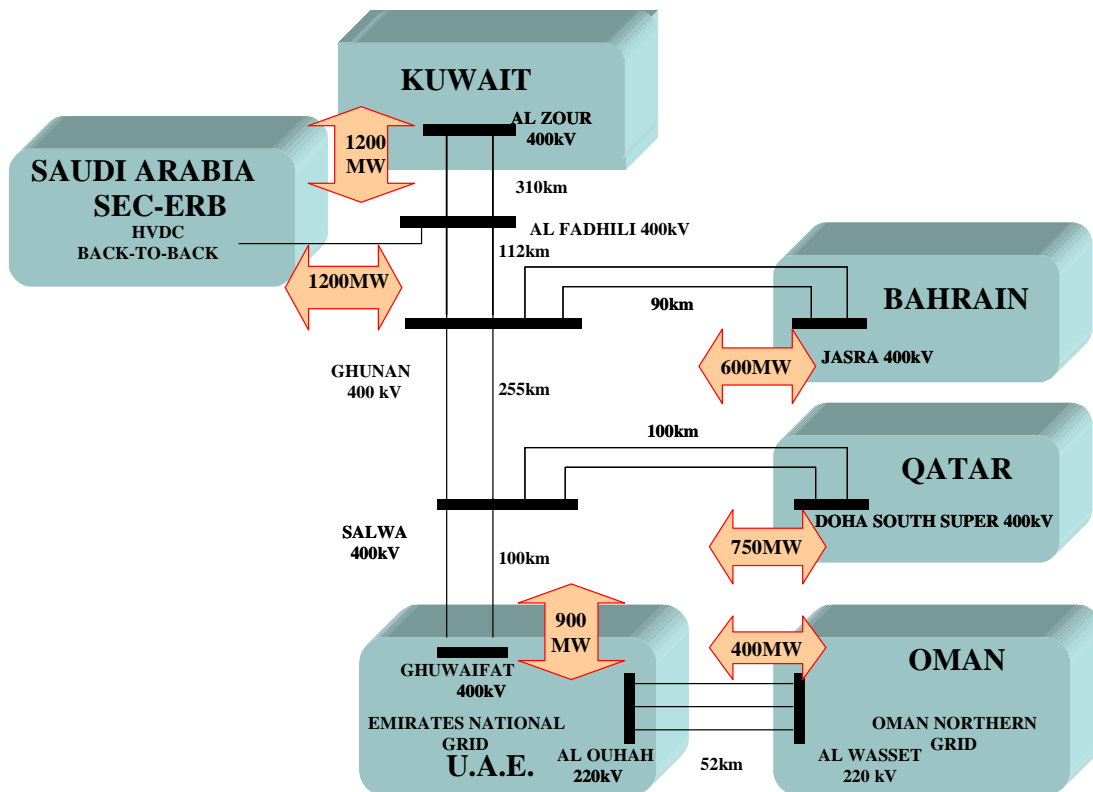 KUWAIT
AL ZOUR
400kV
1200
MW
SAUDI ARABIA
SEC-ERB
HVDC
BACK-TO-BACK
310km
AL FADHILI 400kV
112km
1200MW
90km
BAHRAIN
JASRA 400kV
600MW
GHUNAN
400 kV
255km
100km
QATAR
DOHA SOUTH SUPER 400kV
750MW
SALWA
400kV
100km
900
MW
400MW
OMAN
GHUWAIFAT
400kV
EMIRATES NATIONAL
GRID
U.A.E.
AL OUHAH
220kV
52km
OMAN NORTHERN
GRID
AL WASSET
220 kV